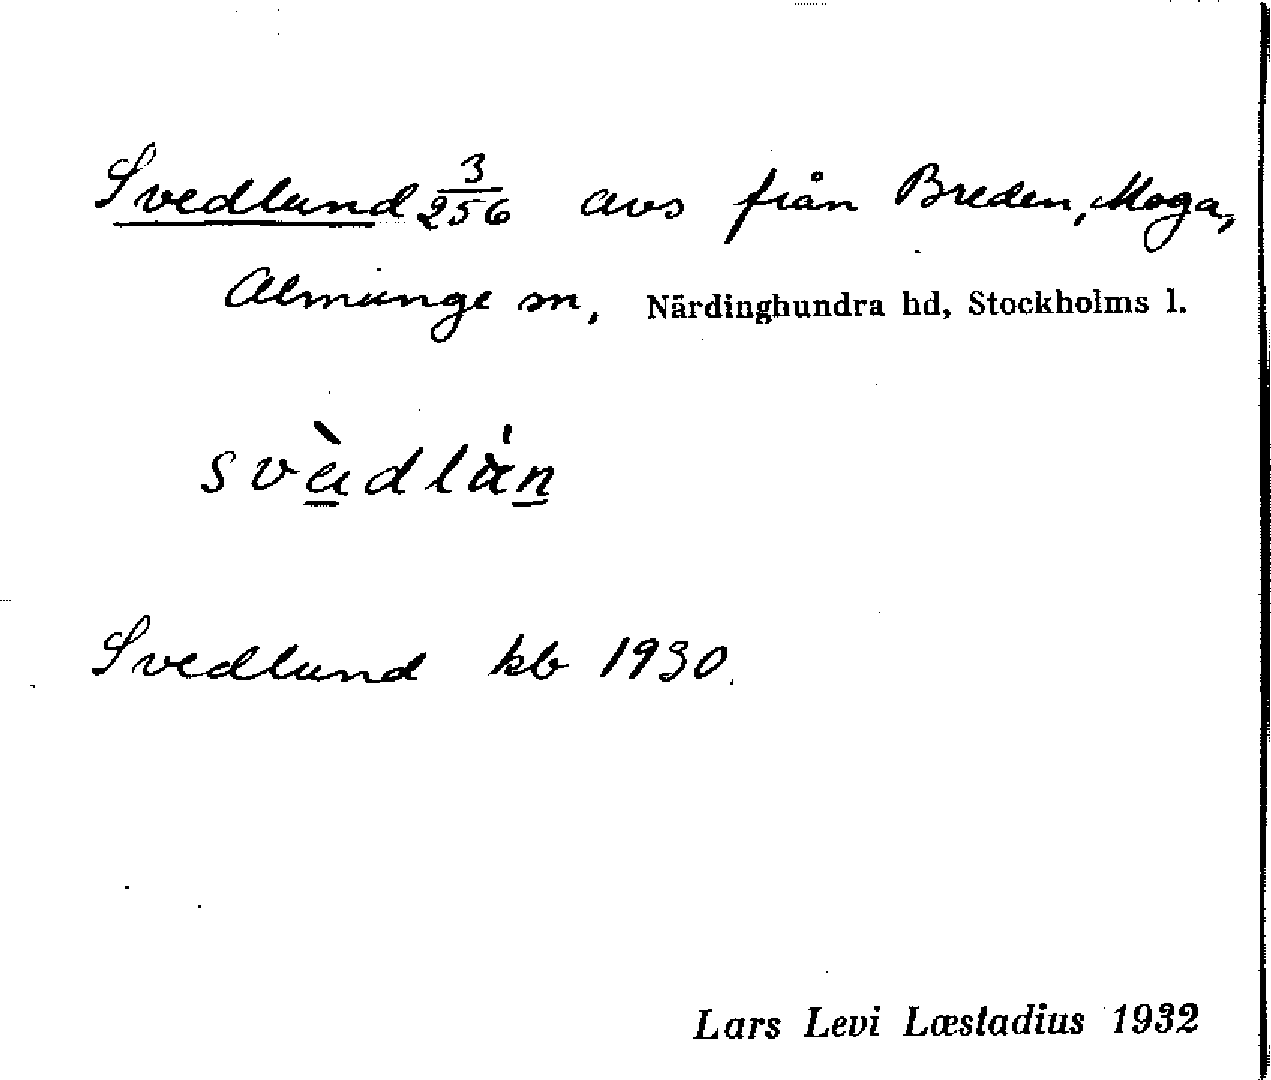 Svedlund 3/256 avs från Breden, Moga,
Almunge sn, Närdinghundra hd, Stockholms l.
Svedlund kb 1930.
Lars Levi Læstadius 1932